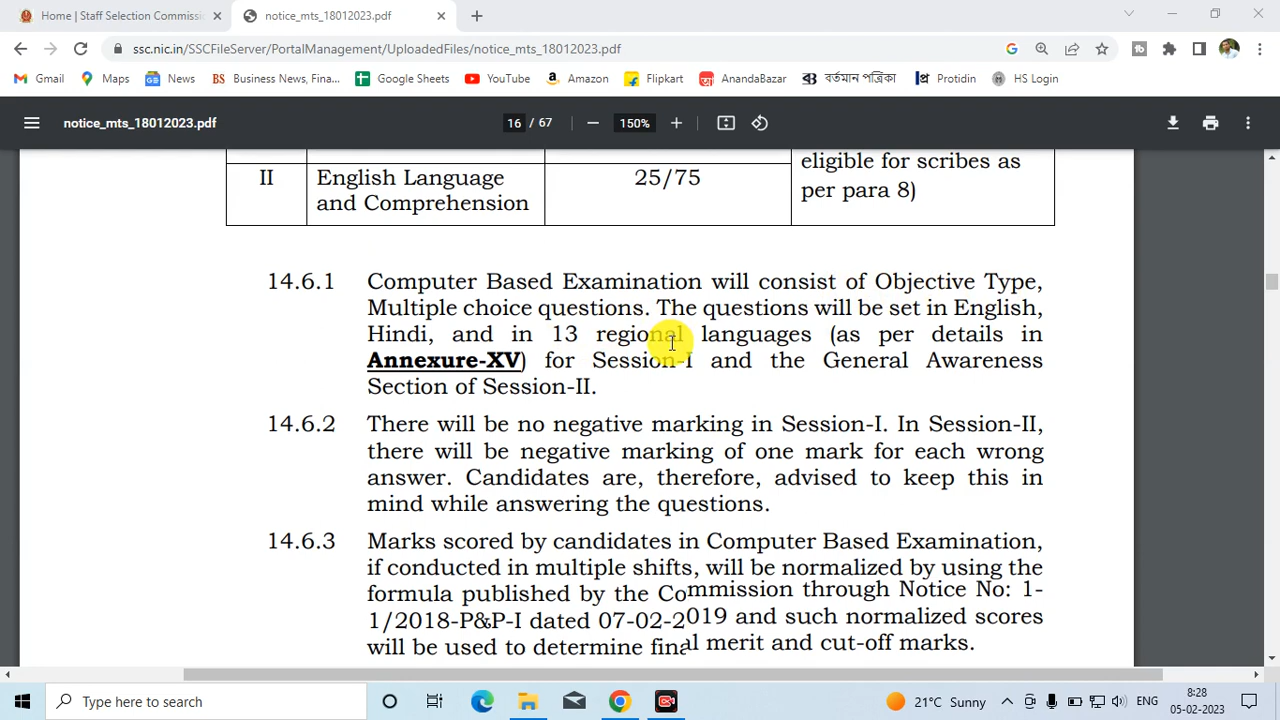 Home | Staff Selection Commissi
notice_mts_18012023.pdf
ssc.nic.in/SSCFileServer/PortalManagement/UploadedFiles/notice_mts_18012023.pdf
Gmail Maps News BS Business News, Fina... Google Sheets YouTube Amazon Flipkart AnandaBazar বর্তমান পত্রিকা Protidin HS Login
notice_mts_18012023.pdf 16 / 67 150%
eligible for scribes as
per para 8)
II English Language 25/75
and Comprehension
14.6.1 Computer Based Examination will consist of Objective Type,
Multiple choice questions. The questions will be set in English,
Hindi, and in 13 regional languages (as per details in
Annexure-XV) for Session-I and the General Awareness
Section of Session-II.
14.6.2 There will be no negative marking in Session-I. In Session-II,
there will be negative marking of one mark for each wrong
answer. Candidates are, therefore, advised to keep this in
mind while answering the questions.
14.6.3 Marks scored by candidates in Computer Based Examination,
if conducted in multiple shifts, will be normalized by using the
formula published by the Commission through Notice No: 1-
1/2018-P&P-I dated 07-02-2019 and such normalized scores
will be used to determine final merit and cut-off marks.
Type here to search
21°C Sunny
ENG
8:28
05-02-2023